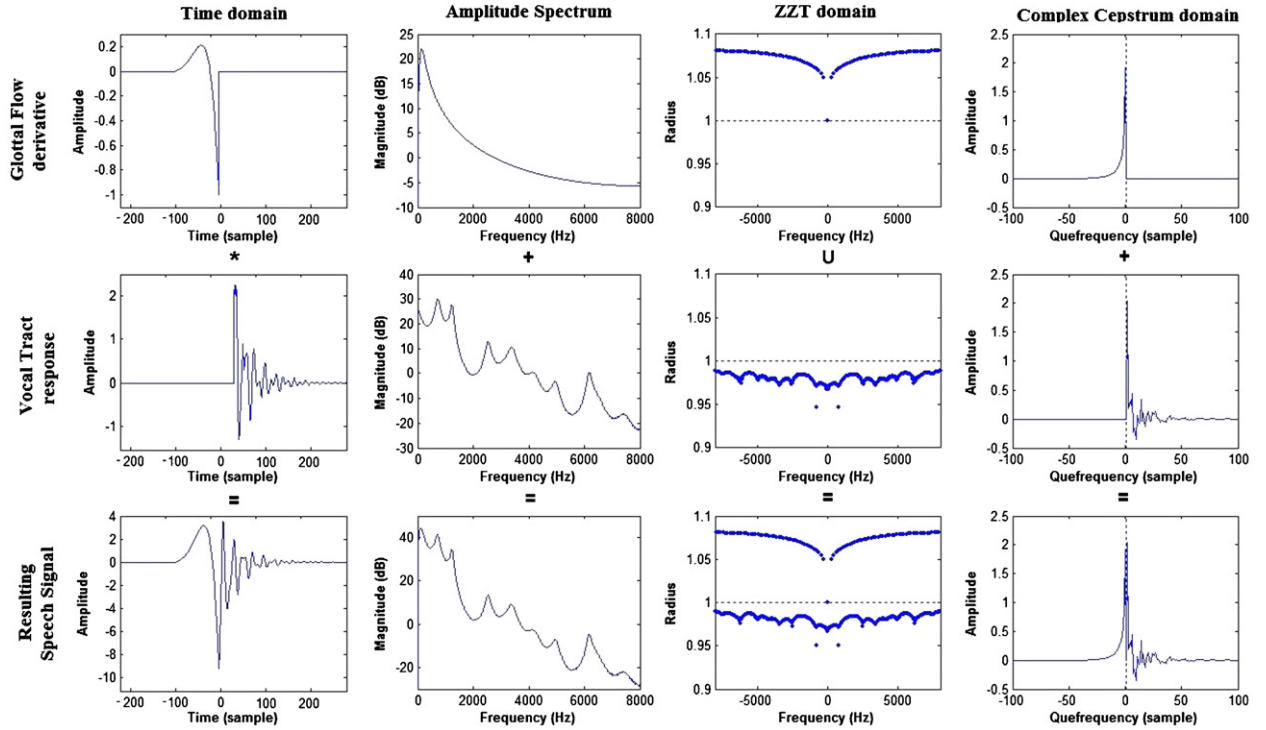 Time domain
Amplitude Spectrum
ZZT domain
Complex Cepstrum domain
Glottal Flow
derivative
Amplitude
0.2
0
-0.2
-0.4
-0.6
-0.8
-1
-200 -100 0 100 200
Time (sample)
Magnitude (dB)
25
20
15
10
5
0
-5
-10
0 2000 4000 6000 8000
Frequency (Hz)
Radius
1.1
1.05
1
0.95
0.9
-5000 0 5000
Frequency (Hz)
Amplitude
2.5
2
1.5
1
0.5
0
-0.5
-100 -50 0 50 100
Quefrequency (sample)
* + U +
Vocal Tract
response
Amplitude
2
1
0
-1
-200 -100 0 100 200
Time (sample)
Magnitude (dB)
40
30
20
10
0
-10
-20
-30
0 2000 4000 6000 8000
Frequency (Hz)
Radius
1.1
1.05
1
0.95
0.9
-5000 0 5000
Frequency (Hz)
Amplitude
2.5
2
1.5
1
0.5
0
-0.5
-100 -50 0 50 100
Quefrequency (sample)
= = = =
Resulting
Speech Signal
Amplitude
4
2
0
-2
-4
-6
-8
-10
-200 -100 0 100 200
Time (sample)
Magnitude (dB)
40
20
0
-20
0 2000 4000 6000 8000
Frequency (Hz)
Radius
1.1
1.05
1
0.95
0.9
-5000 0 5000
Frequency (Hz)
Amplitude
2.5
2
1.5
1
0.5
0
-0.5
-100 -50 0 50 100
Quefrequency (sample)